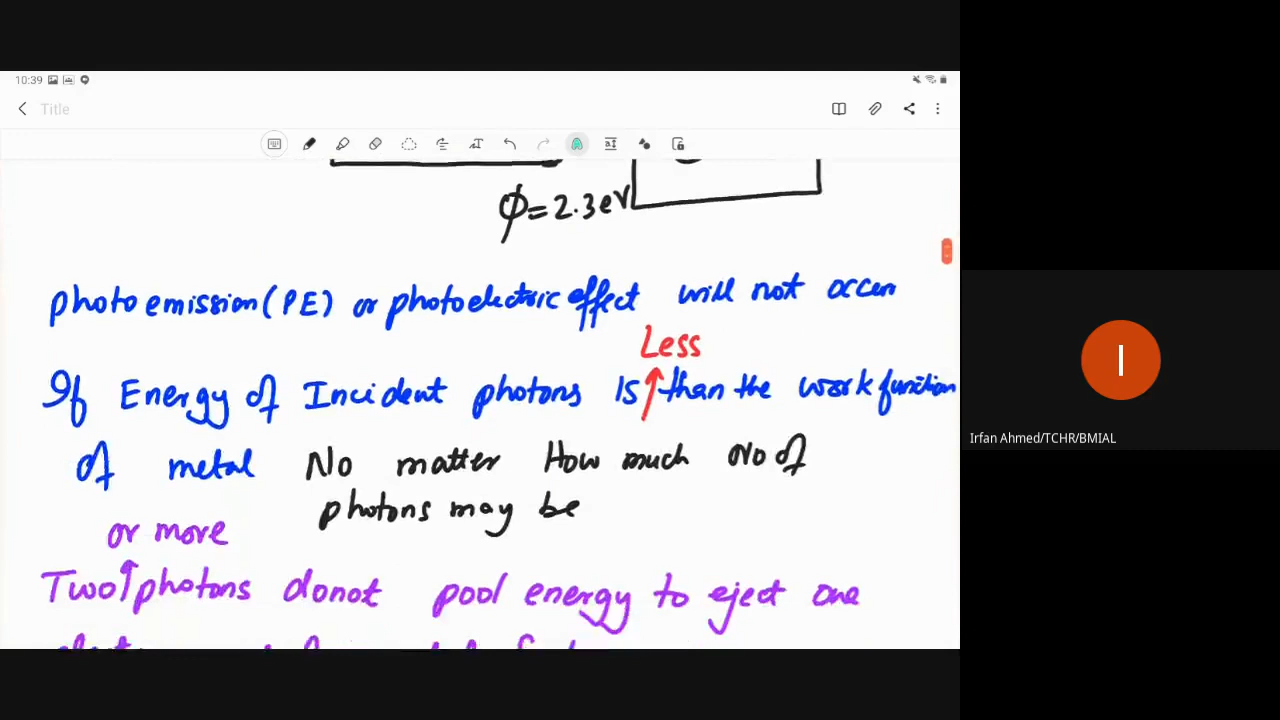 10:39
Title
ϕ = 2.3eV
photoemission (PE) or photoelectric effect will not occur
Less
If Energy of Incident photons Is than the work function
of metal No matter How much No of
photons may be
or more
Two photons donot pool energy to eject one
Irfan Ahmed/TCHR/BMIAL
I